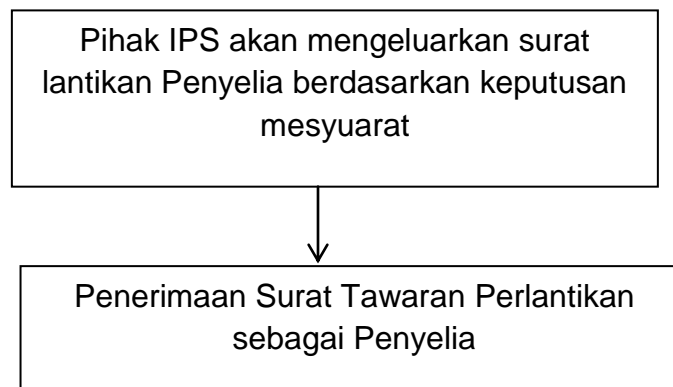 Pihak IPS akan mengeluarkan surat
lantikan Penyelia berdasarkan keputusan
mesyuarat
Penerimaan Surat Tawaran Perlantikan
sebagai Penyelia